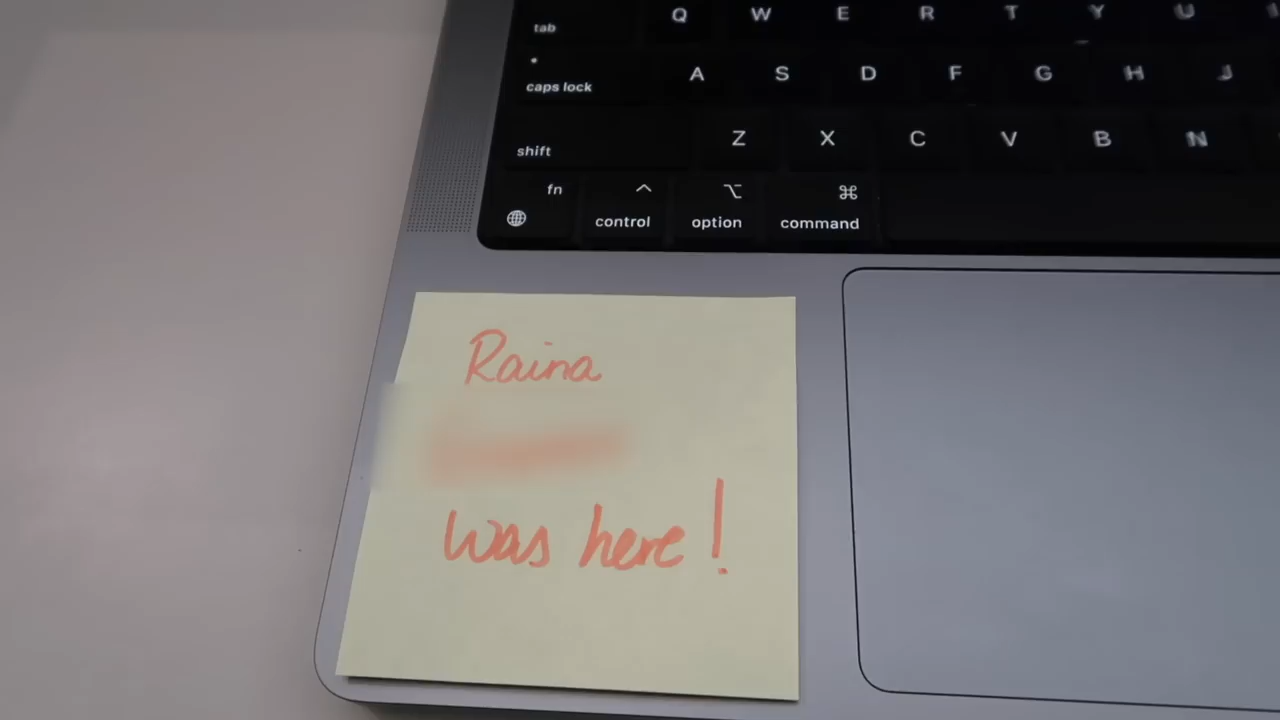 Q W E R T Y U
tab
A S D F G H J
caps lock
Z X C V B N
shift
fn ^ ⌥ ⌘
control option command
Raina
was here!